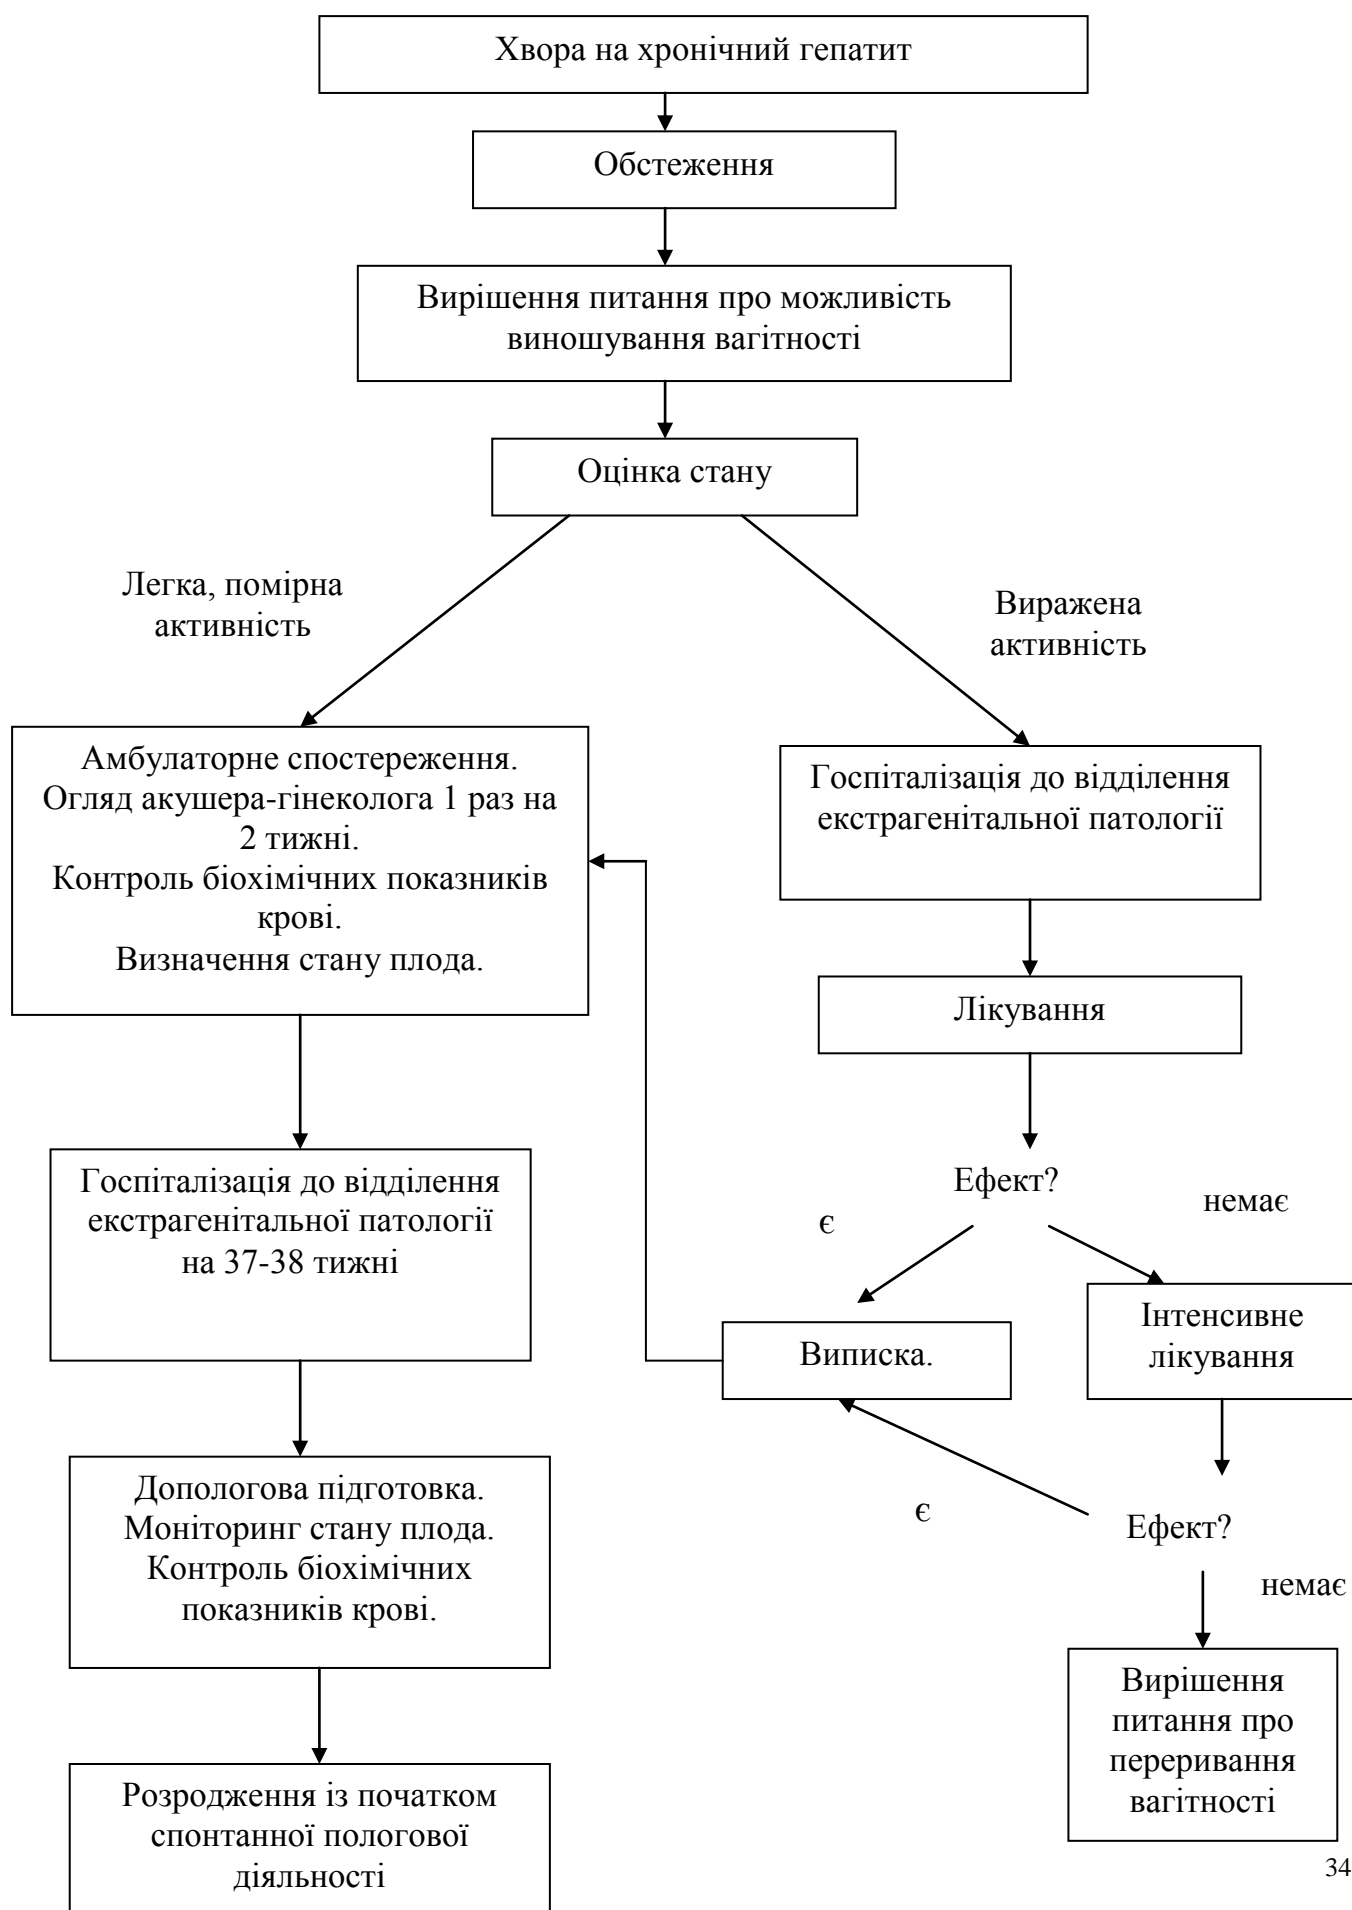 Хвора на хронічний гепатит
Обстеження
Вирішення питання про можливість
виношування вагітності
Оцінка стану
Легка, помірна
активність
Виражена
активність
Амбулаторне спостереження.
Огляд акушера-гінеколога 1 раз на
2 тижні.
Контроль біохімічних показників
крові.
Визначення стану плода.
Госпіталізація до відділення
екстрагенітальної патології
Лікування
Ефект?
є
немає
Госпіталізація до відділення
екстрагенітальної патології
на 37-38 тижні
Виписка.
Інтенсивне
лікування
Допологова підготовка.
Моніторинг стану плода.
Контроль біохімічних
показників крові.
є
Ефект?
немає
Вирішення
питання про
переривання
вагітності
Розродження із початком
спонтанної пологової
діяльності
34